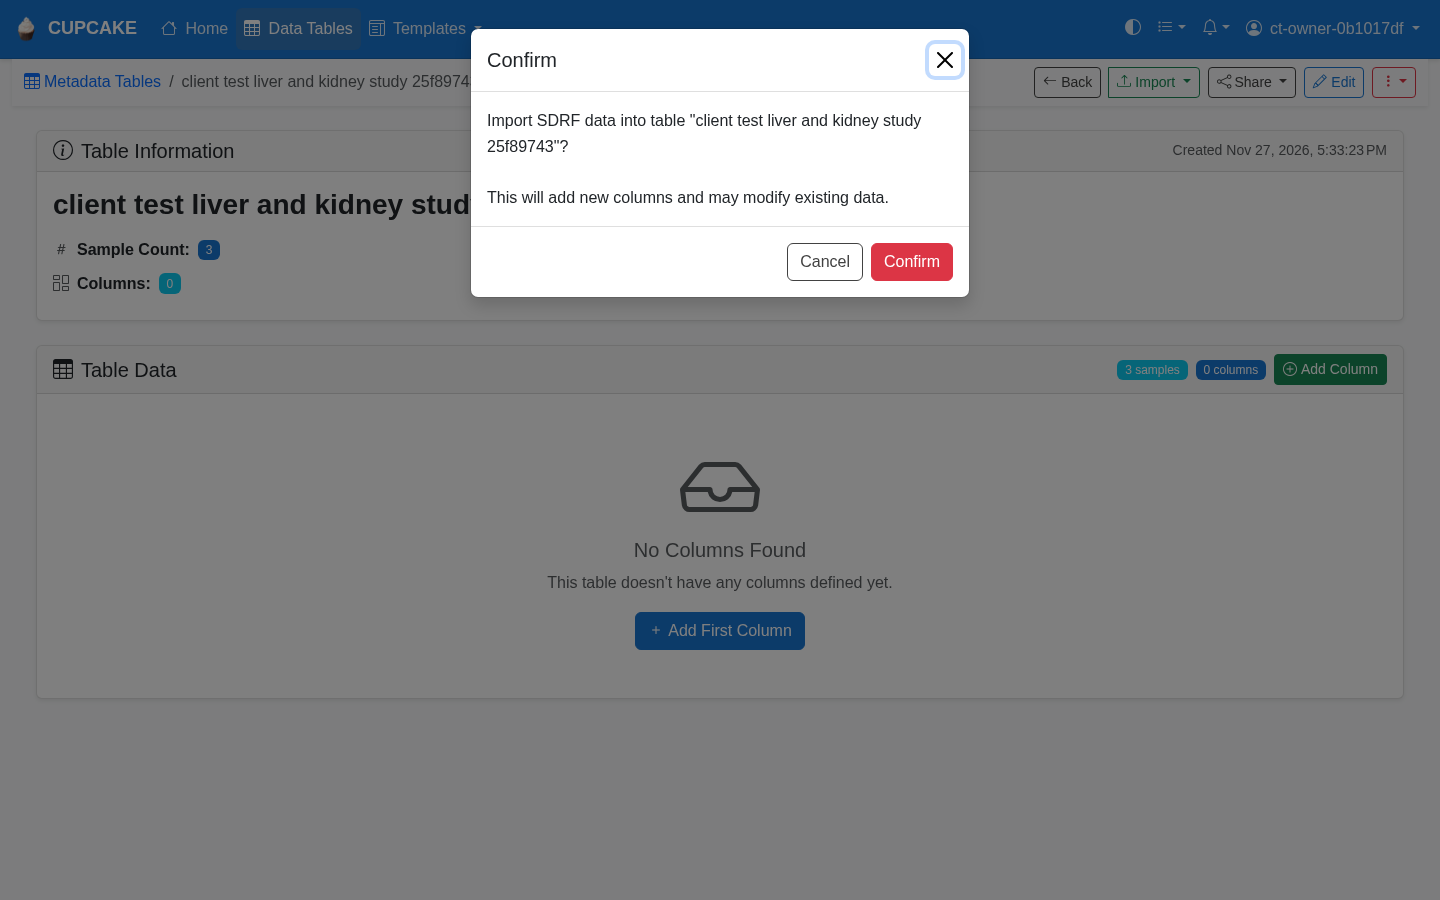 CUPCAKE
Home
Data Tables
Templates
ct-owner-0b1017df
Metadata Tables / client test liver and kidney study 25f8974
Back
Import
Share
Edit
Confirm
Import SDRF data into table "client test liver and kidney study
25f89743"?
This will add new columns and may modify existing data.
Cancel
Confirm
Table Information
Created Nov 27, 2026, 5:33:23 PM
client test liver and kidney stud
# Sample Count: 3
Columns: 0
Table Data
3 samples
0 columns
Add Column
No Columns Found
This table doesn't have any columns defined yet.
+ Add First Column